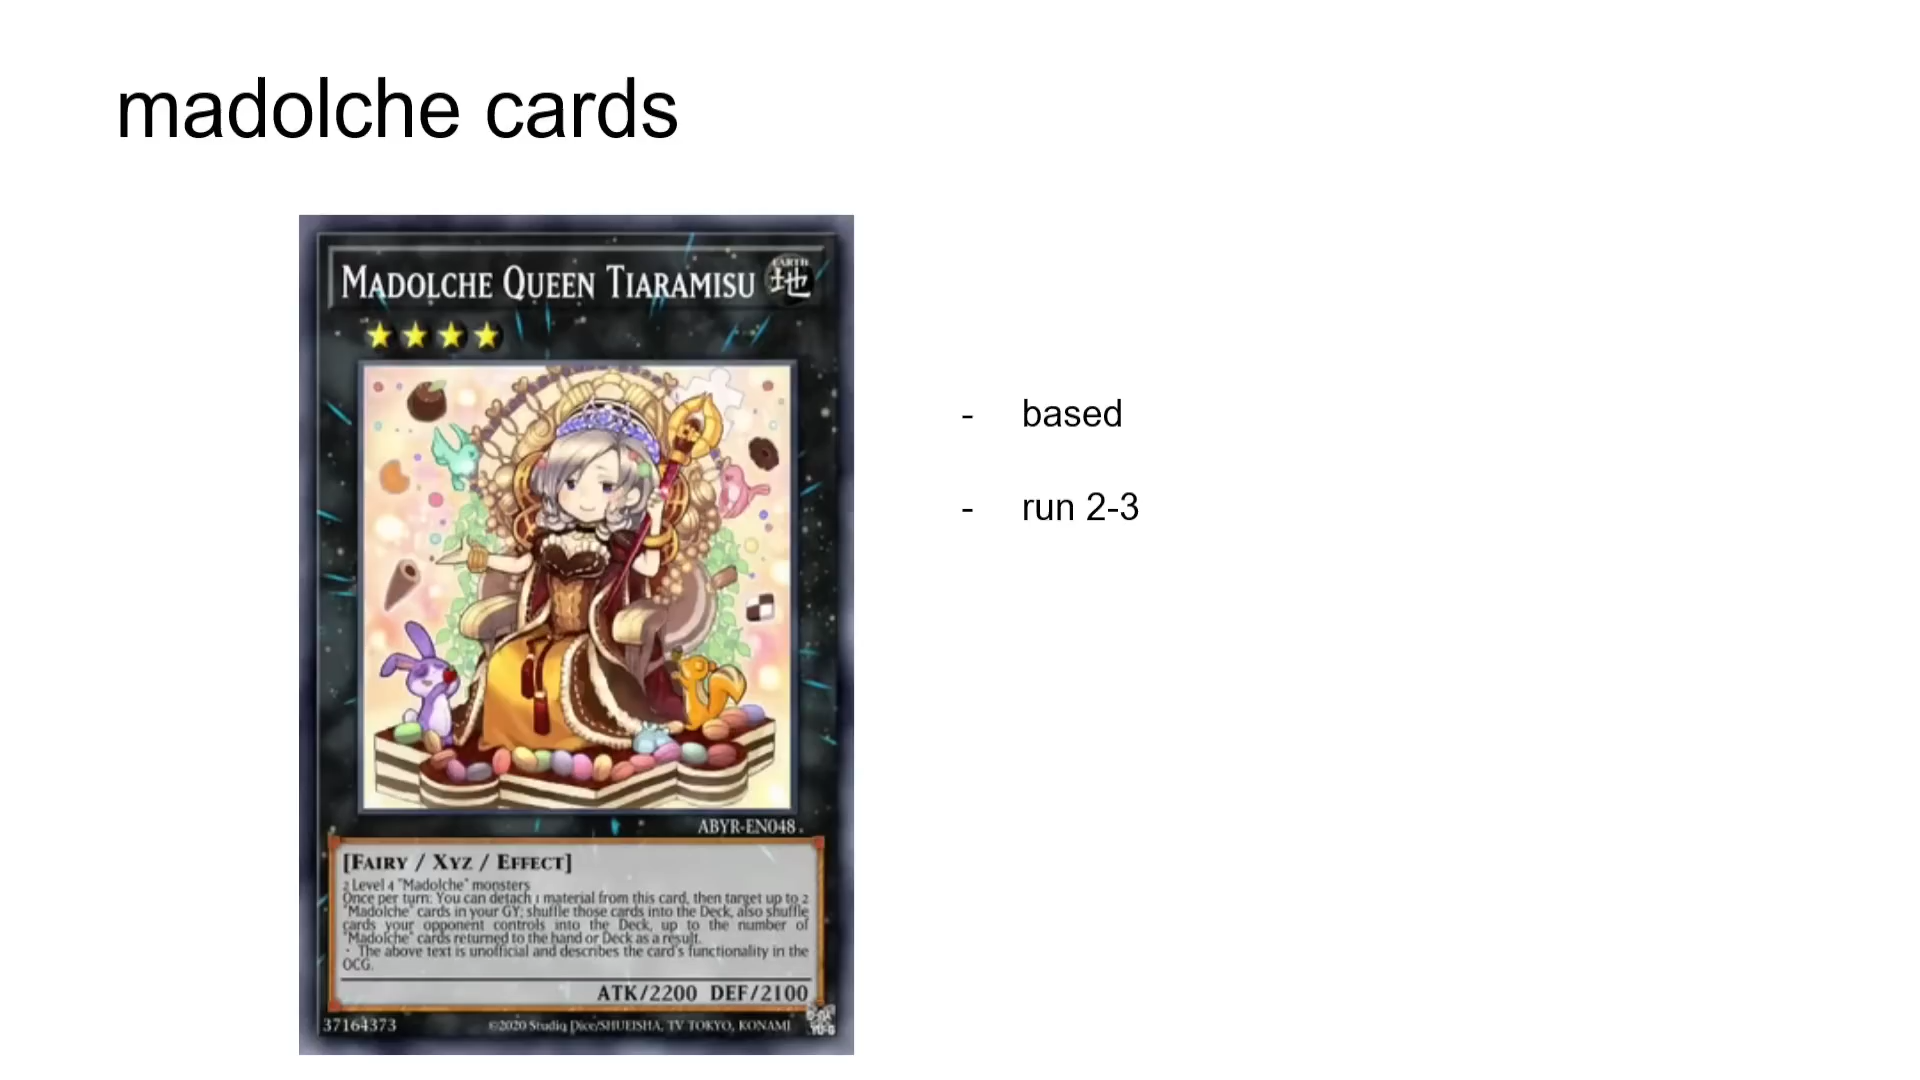 madolche cards
MADOLCHE QUEEN TIARAMISU
EARTH
地
- based
- run 2-3
ABYR-EN048
[FAIRY / XYZ / EFFECT]
2 Level 4 "Madolche" monsters
Once per turn: You can detach 1 material from this card, then target up to 2
"Madolche" cards in your GY; shuffle those cards into the Deck, also shuffle
cards your opponent controls into the Deck, up to the number of
"Madolche" cards returned to the hand or Deck as a result.
· The above text is unofficial and describes the card's functionality in the
OCG.
ATK/2200 DEF/2100
37164373
©2020 Studio Dice/SHUEISHA, TV TOKYO, KONAMI